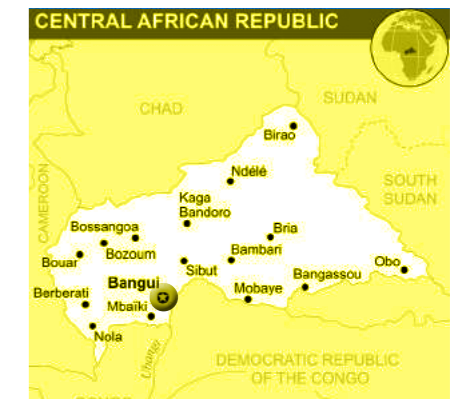 CENTRAL AFRICAN REPUBLIC
SUDAN
CHAD
Birao
Ndélé
SOUTH
SUDAN
CAMEROON
Kaga
Bandoro
Bossangoa
Bria
Bozoum
Bambari
Bouar
Sibut
Obo
Bangassou
Bangui
Mobaye
Berberati
Mbaïki
Nola
Ubangi
DEMOCRATIC REPUBLIC
OF THE CONGO